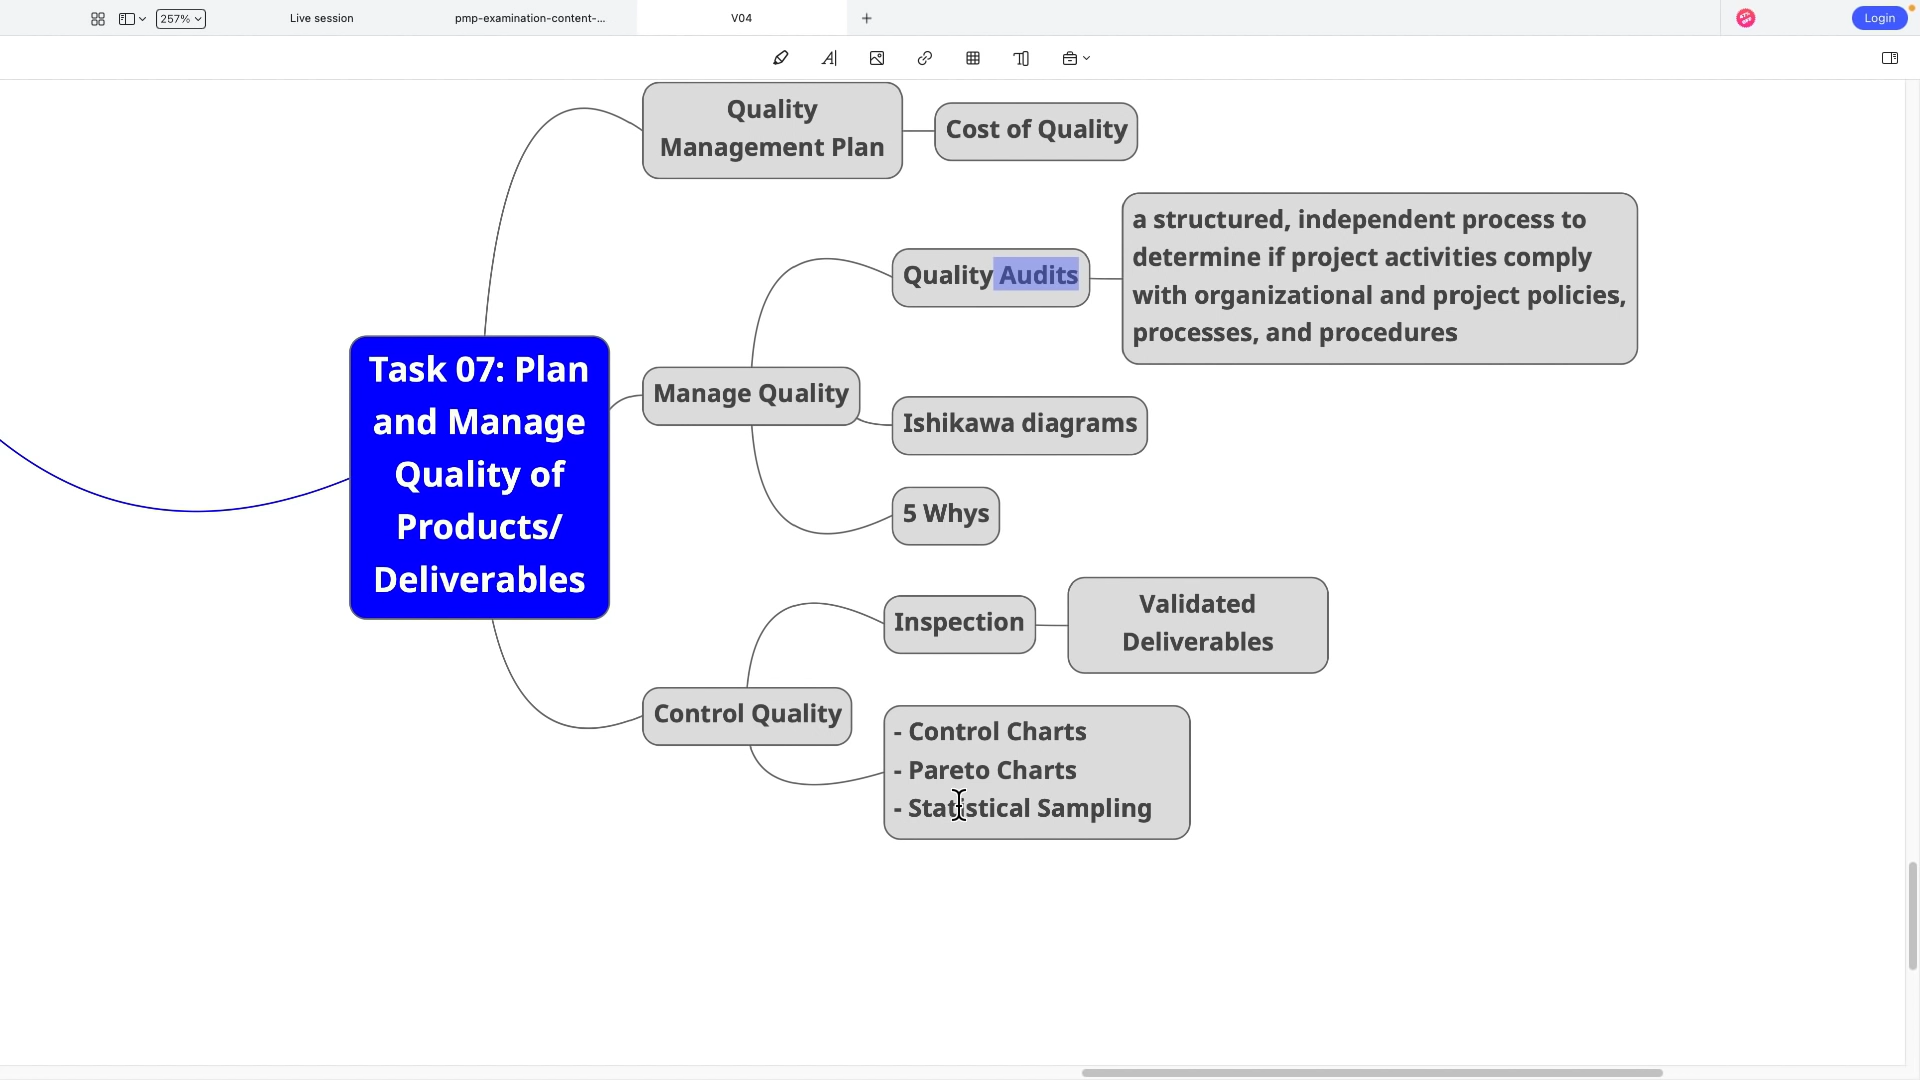 257%
Live session
pmp-examination-content-...
V04
Login
Quality
Management Plan
Cost of Quality
Quality Audits
a structured, independent process to
determine if project activities comply
with organizational and project policies,
processes, and procedures
Task 07: Plan
and Manage
Quality of
Products/
Deliverables
Manage Quality
Ishikawa diagrams
5 Whys
Inspection
Validated
Deliverables
Control Quality
- Control Charts
- Pareto Charts
- Statistical Sampling